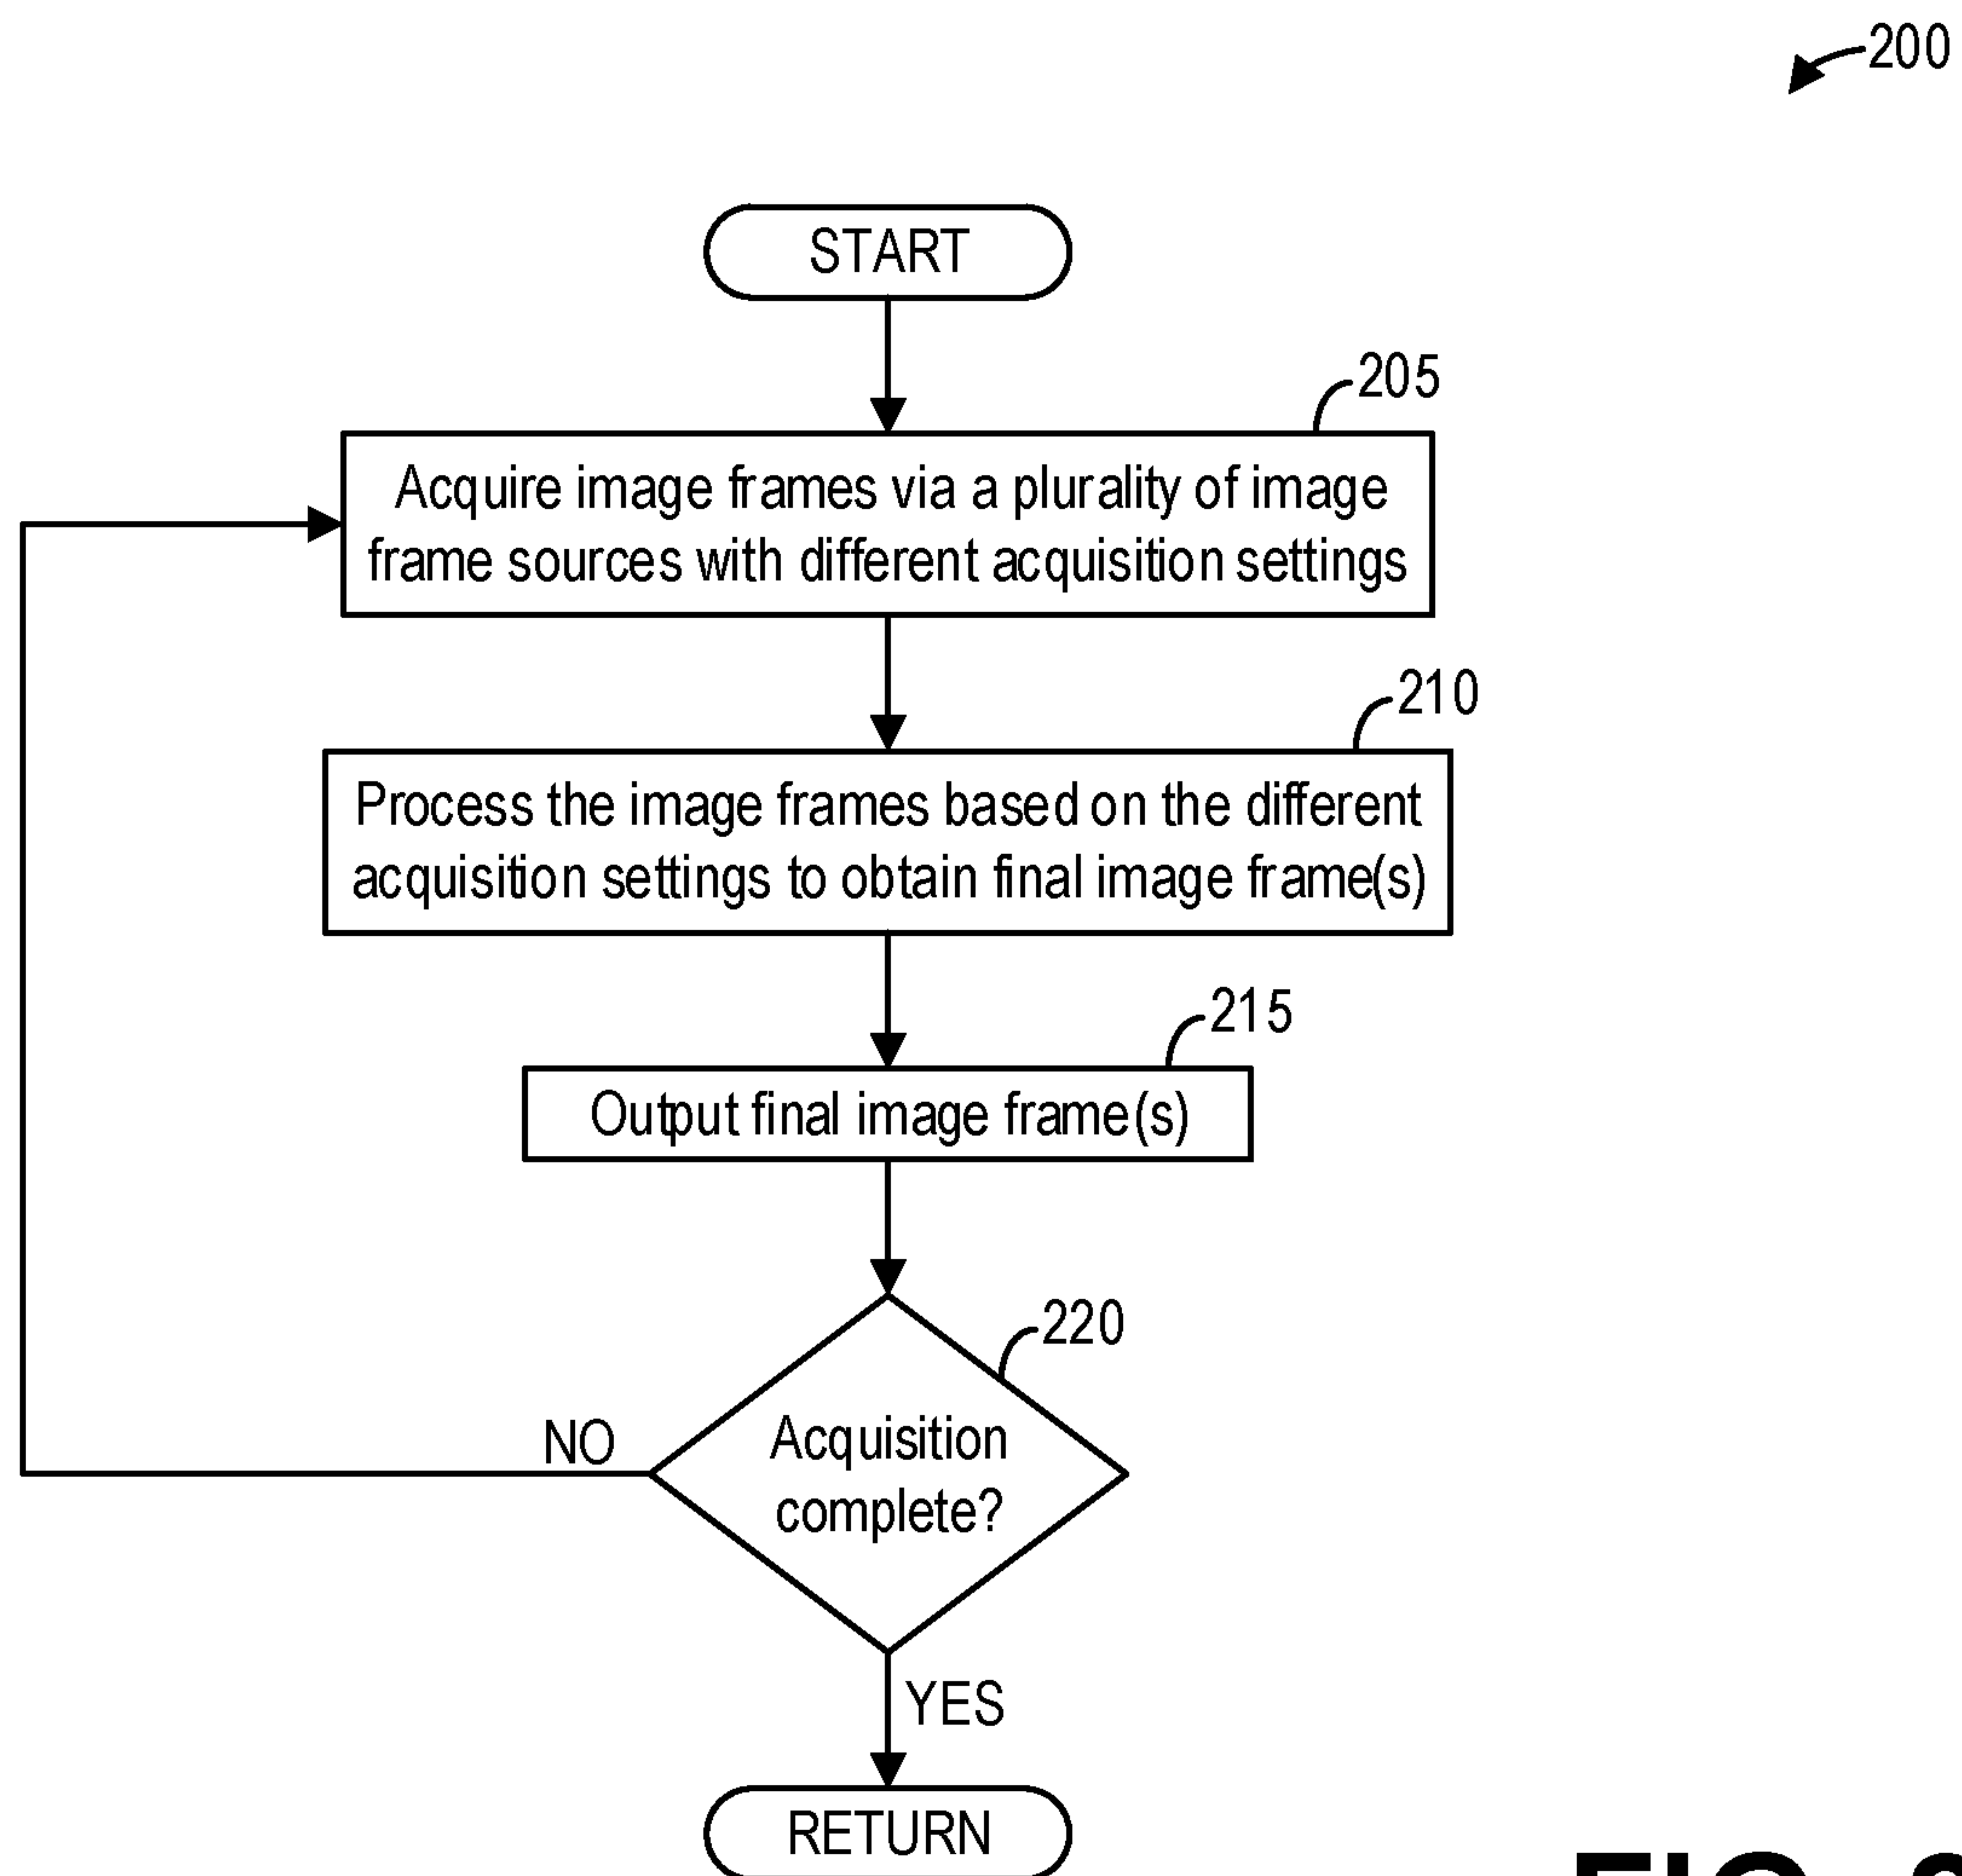 200
START
205
Acquire image frames via a plurality of image
frame sources with different acquisition settings
210
Process the image frames based on the different
acquisition settings to obtain final image frame(s)
215
Output final image frame(s)
220
Acquisition
complete?
NO
YES
RETURN